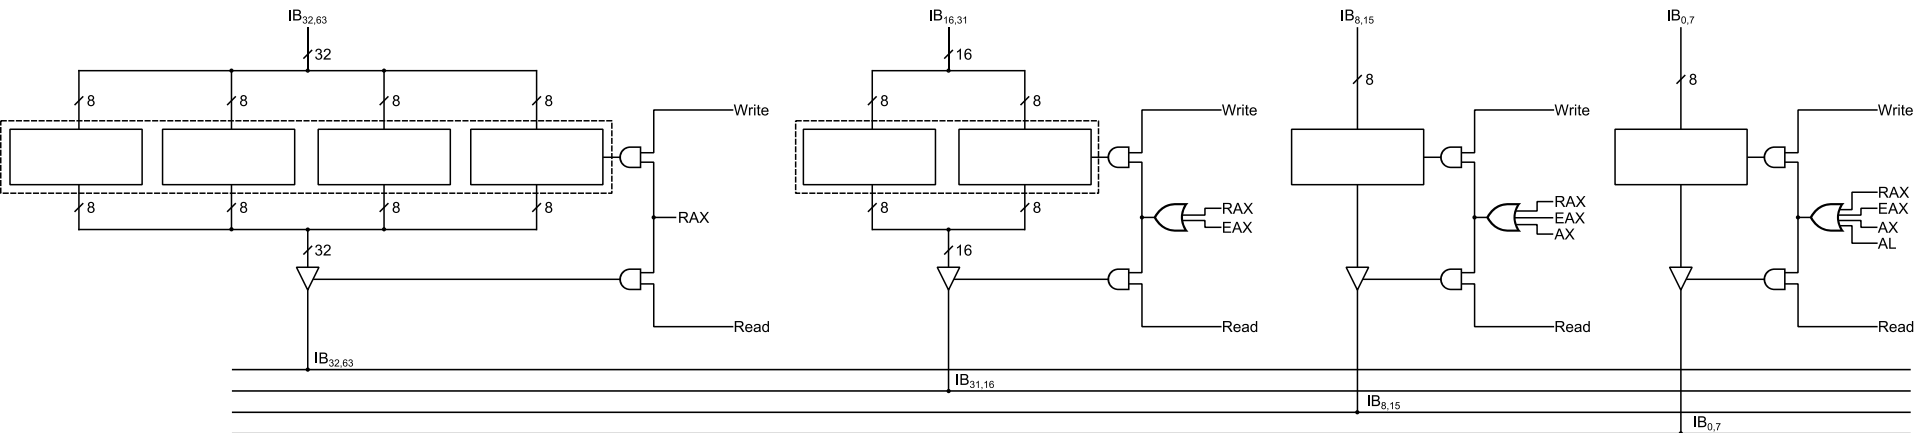 IB32,63 IB16,31 IB8,15 IB0,7
32 16
8 8
8 8 8 8 8 8
Write Write Write Write
RAX
RAX EAX
8 8 8 8 8 8 RAX RAX EAX
RAX EAX EAX AX
AX AL
32 16
Read Read Read Read
IB32,63
IB31,16
IB8,15
IB0,7